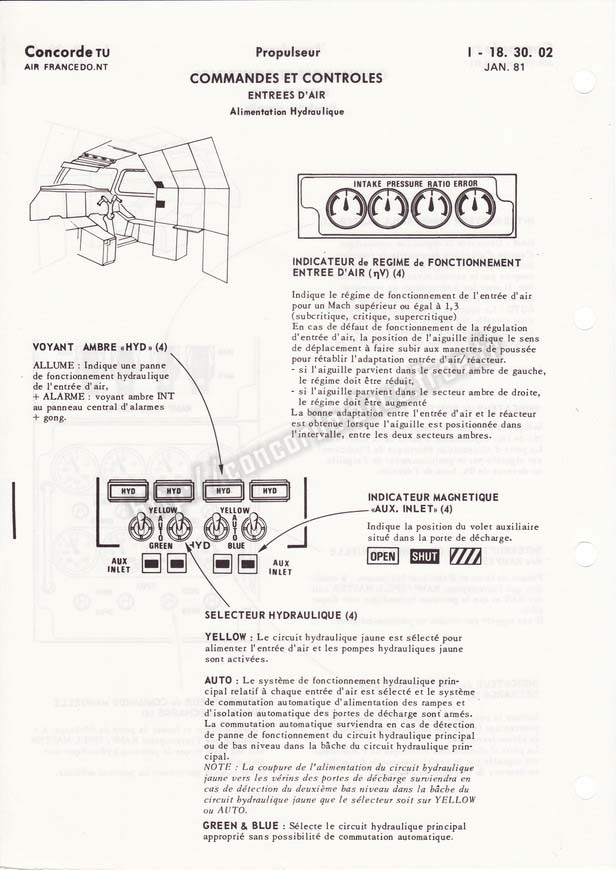 Concorde TU
AIR FRANCE DO.NT
Propulseur
I - 18. 30. 02
JAN. 81
COMMANDES ET CONTROLES
ENTREES D'AIR
Alimentation Hydraulique
INTAKE PRESSURE RATIO ERROR
INDICATEUR de REGIME de FONCTIONNEMENT
ENTREE D'AIR (ηV) (4)
Indique le régime de fonctionnement de l'entrée d'air
pour un Mach supérieur ou égal à 1,3
(subcritique, critique, supercritique)
En cas de défaut de fonctionnement de la régulation
d'entrée d'air, la position de l'aiguille indique le sens
de déplacement à faire subir aux manettes de poussée
pour rétablir l'adaptation entrée d'air/réacteur.
- si l'aiguille parvient dans le secteur ambre de gauche,
le régime doit être réduit,
- si l'aiguille parvient dans le secteur ambre de droite,
le régime doit être augmenté
La bonne adaptation entre l'entrée d'air et le réacteur
est obtenue lorsque l'aiguille est positionnée dans
l'intervalle, entre les deux secteurs ambres.
VOYANT AMBRE «HYD» (4)
ALLUME : Indique une panne
de fonctionnement hydraulique
de l'entrée d'air,
+ ALARME : voyant ambre INT
au panneau central d'alarmes
+ gong.
HYD HYD HYD HYD
YELLOW YELLOW
AUTO AUTO
GREEN HYD BLUE
AUX
INLET
AUX
INLET
INDICATEUR MAGNETIQUE
«AUX. INLET» (4)
Indique la position du volet auxiliaire
situé dans la porte de décharge.
OPEN SHUT
SELECTEUR HYDRAULIQUE (4)
YELLOW : Le circuit hydraulique jaune est sélecté pour
alimenter l'entrée d'air et les pompes hydrauliques jaune
sont activées.
AUTO : Le système de fonctionnement hydraulique prin-
cipal relatif à chaque entrée d'air est sélecté et le système
de commutation automatique d'alimentation des rampes et
d'isolation automatique des portes de décharge sont armés.
La commutation automatique surviendra en cas de détection
de panne de fonctionnement du circuit hydraulique principal
ou de bas niveau dans la bâche du circuit hydraulique prin-
cipal.
NOTE : La coupure de l'alimentation du circuit hydraulique
jaune vers les vérins des portes de décharge surviendra en
cas de détection du deuxième bas niveau dans la bâche du
circuit hydraulique jaune que le sélecteur soit sur YELLOW
ou AUTO.
GREEN & BLUE : Sélecte le circuit hydraulique principal
approprié sans possibilité de commutation automatique.